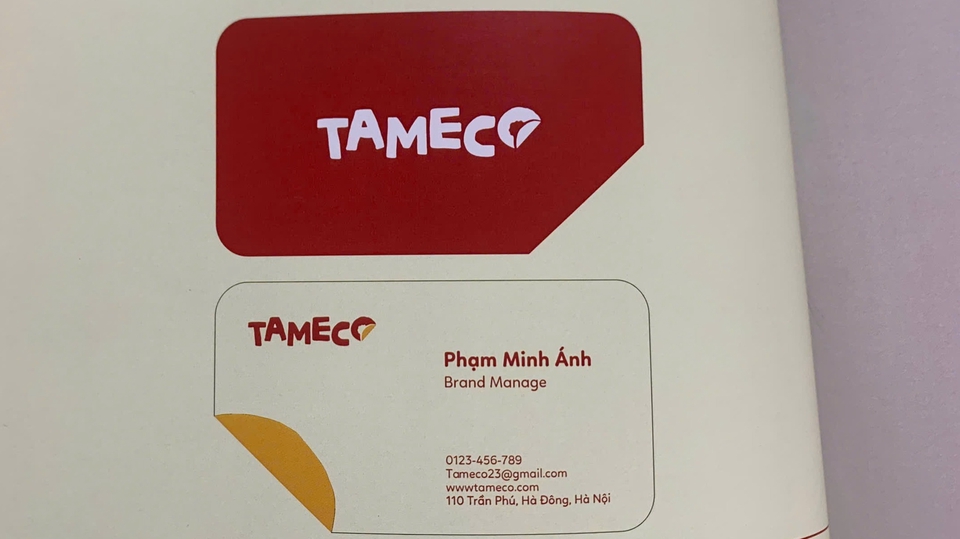 TAMECO
TAMECO
Phạm Minh Ánh
Brand Manage
0123-456-789
Tameco23@gmail.com
wwwtameco.com
110 Trần Phú, Hà Đông, Hà Nội